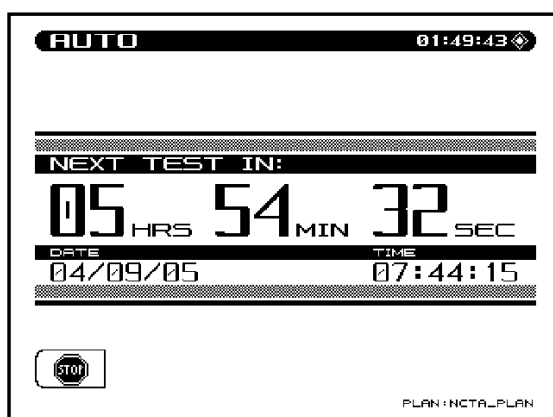 AUTO 01:49:43
NEXT TEST IN:
05 HRS 54 MIN 32 SEC
DATE TIME
04/09/05 07:44:15
STOP
PLAN:NCTA_PLAN